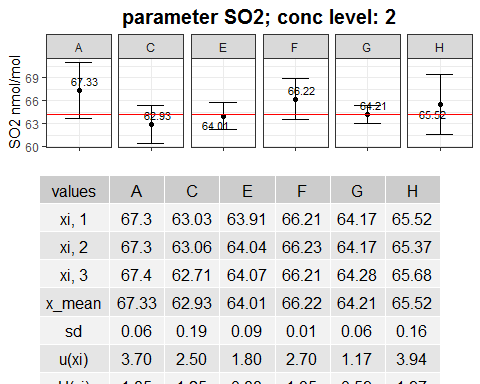 parameter SO2; conc level: 2
A C E F G H
SO2 nmol/mol
69
66
63
60
67.33
62.93
64.01
66.22
64.21
65.52
values A C E F G H
xi, 1 67.3 63.03 63.91 66.21 64.17 65.52
xi, 2 67.3 63.06 64.04 66.23 64.17 65.37
xi, 3 67.4 62.71 64.07 66.21 64.28 65.68
x_mean 67.33 62.93 64.01 66.22 64.21 65.52
sd 0.06 0.19 0.09 0.01 0.06 0.16
u(xi) 3.70 2.50 1.80 2.70 1.17 3.94